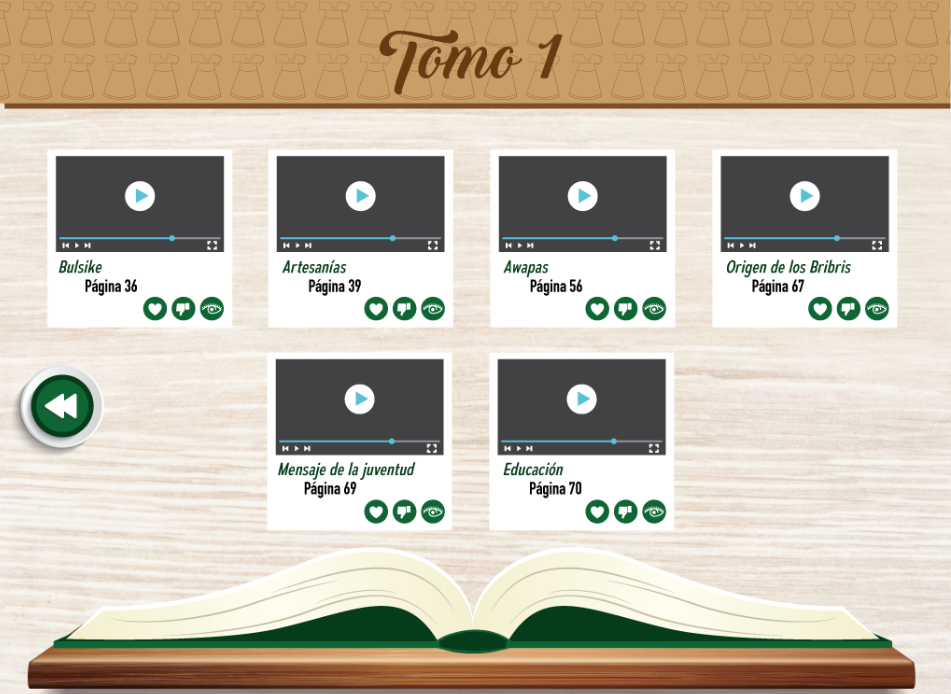 Tomo 1
Bulsike
Página 36
Artesanías
Página 39
Awapas
Página 56
Origen de los Bribris
Página 67
Mensaje de la juventud
Página 69
Educación
Página 70